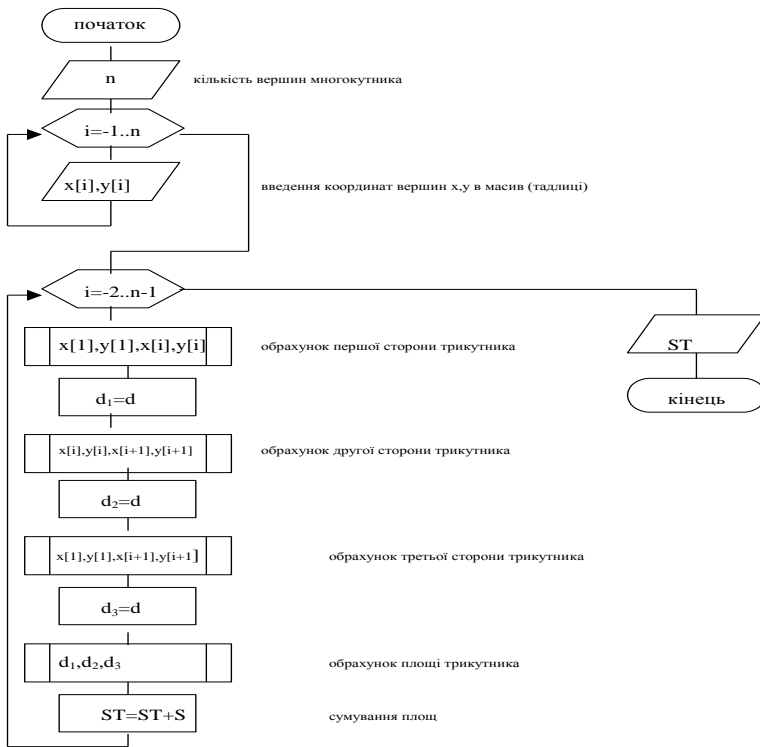 початок
n
кількість вершин многокутника
i=-1..n
x[i],y[i]
введення координат вершин x,y в масив (тадлиці)
i=-2..n-1
x[1],y[1],x[i],y[i]
обрахунок першої сторони трикутника
ST
d₁=d
кінець
x[i],y[i],x[i+1],y[i+1]
обрахунок другої сторони трикутника
d₂=d
x[1],y[1],x[i+1],y[i+1]
обрахунок третьої сторони трикутника
d₃=d
d₁,d₂,d₃
обрахунок площі трикутника
ST=ST+S
сумування площ